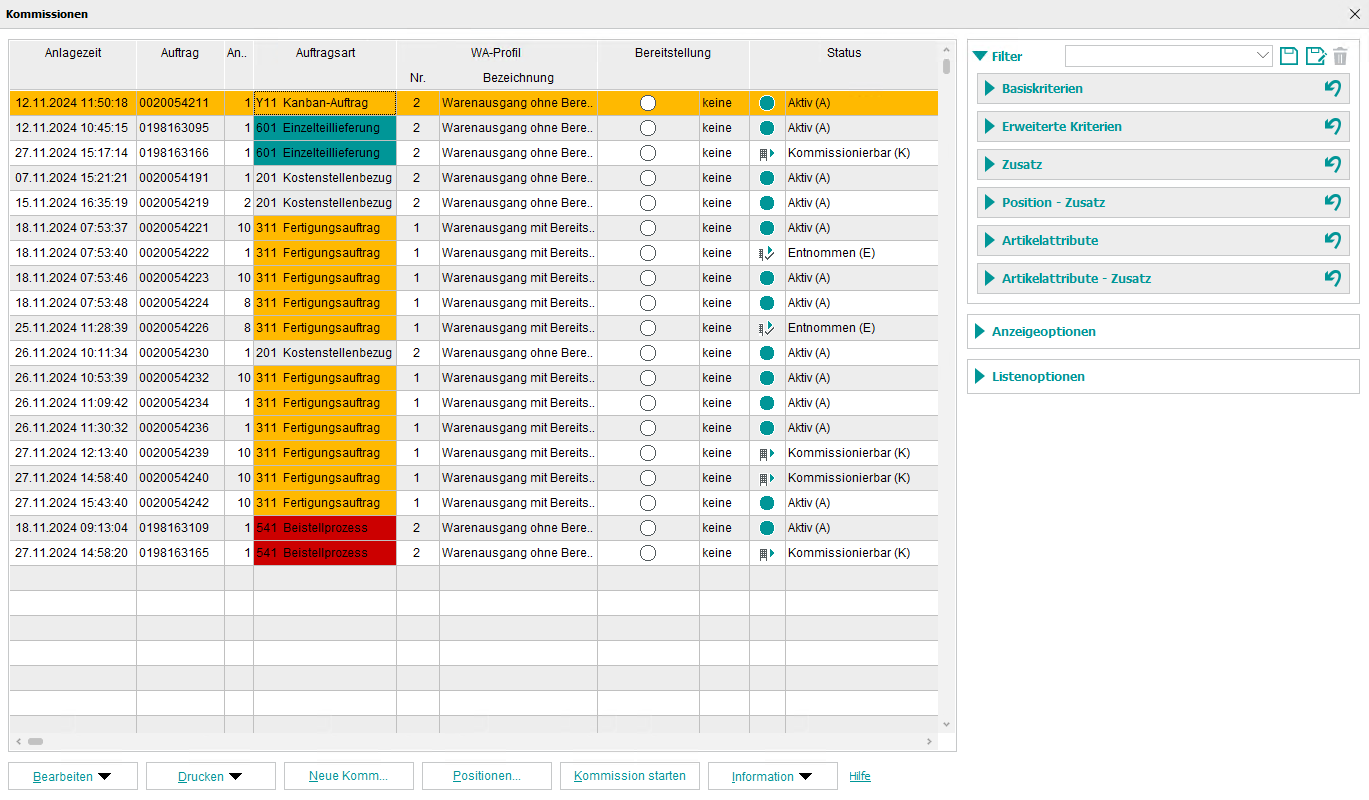 Kommissionen
Anlagezeit Auftrag An.. Auftragsart WA-Profil Bereitstellung Status
Nr. Bezeichnung
12.11.2024 11:50:18 0020054211 1 Y11 Kanban-Auftrag 2 Warenausgang ohne Bere.. keine Aktiv (A)
12.11.2024 10:45:15 0198163095 1 601 Einzelteillieferung 2 Warenausgang ohne Bere.. keine Aktiv (A)
27.11.2024 15:17:14 0198163166 1 601 Einzelteillieferung 2 Warenausgang ohne Bere.. keine Kommissionierbar (K)
07.11.2024 15:21:21 0020054191 1 201 Kostenstellenbezug 2 Warenausgang ohne Bere.. keine Aktiv (A)
15.11.2024 16:35:19 0020054219 2 201 Kostenstellenbezug 2 Warenausgang ohne Bere.. keine Aktiv (A)
18.11.2024 07:53:37 0020054221 10 311 Fertigungsauftrag 1 Warenausgang mit Bereits.. keine Aktiv (A)
18.11.2024 07:53:40 0020054222 1 311 Fertigungsauftrag 1 Warenausgang mit Bereits.. keine Entnommen (E)
18.11.2024 07:53:46 0020054223 10 311 Fertigungsauftrag 1 Warenausgang mit Bereits.. keine Aktiv (A)
18.11.2024 07:53:48 0020054224 8 311 Fertigungsauftrag 1 Warenausgang mit Bereits.. keine Aktiv (A)
25.11.2024 11:28:39 0020054226 8 311 Fertigungsauftrag 1 Warenausgang mit Bereits.. keine Entnommen (E)
26.11.2024 10:11:34 0020054230 1 201 Kostenstellenbezug 2 Warenausgang ohne Bere.. keine Aktiv (A)
26.11.2024 10:53:39 0020054232 10 311 Fertigungsauftrag 1 Warenausgang mit Bereits.. keine Aktiv (A)
26.11.2024 11:09:42 0020054234 1 311 Fertigungsauftrag 1 Warenausgang mit Bereits.. keine Aktiv (A)
26.11.2024 11:30:32 0020054236 1 311 Fertigungsauftrag 1 Warenausgang mit Bereits.. keine Aktiv (A)
27.11.2024 12:13:40 0020054239 10 311 Fertigungsauftrag 1 Warenausgang mit Bereits.. keine Kommissionierbar (K)
27.11.2024 14:58:40 0020054240 10 311 Fertigungsauftrag 1 Warenausgang mit Bereits.. keine Kommissionierbar (K)
27.11.2024 15:43:40 0020054242 10 311 Fertigungsauftrag 1 Warenausgang mit Bereits.. keine Aktiv (A)
18.11.2024 09:13:04 0198163109 1 541 Beistellprozess 2 Warenausgang ohne Bere.. keine Aktiv (A)
27.11.2024 14:58:20 0198163165 1 541 Beistellprozess 2 Warenausgang ohne Bere.. keine Kommissionierbar (K)
Filter
Basiskriterien
Erweiterte Kriterien
Zusatz
Position - Zusatz
Artikelattribute
Artikelattribute - Zusatz
Anzeigeoptionen
Listenoptionen
Bearbeiten Drucken Neue Komm... Positionen... Kommission starten Information Hilfe